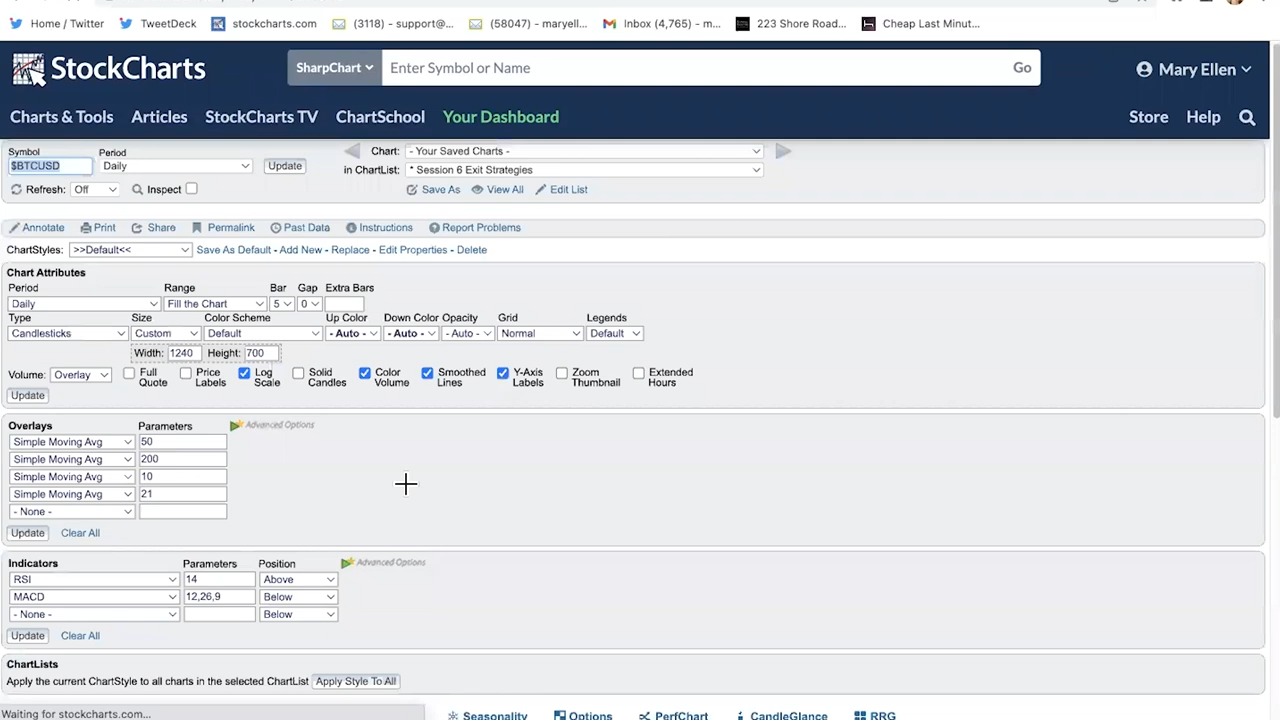 Home / Twitter TweetDeck stockcharts.com (3118) - support@... (58047) - maryell... Inbox (4,765) - m... 223 Shore Road... Cheap Last Minut...
StockCharts SharpChart Enter Symbol or Name Go Mary Ellen
Charts & Tools Articles StockCharts TV ChartSchool Your Dashboard Store Help
Symbol Period Chart: - Your Saved Charts -
$BTCUSD Daily Update in ChartList: * Session 6 Exit Strategies
Refresh: Off Inspect Save As View All Edit List
Annotate Print Share Permalink Past Data Instructions Report Problems
ChartStyles: >>Default<< Save As Default - Add New - Replace - Edit Properties - Delete
Chart Attributes
Period Range Bar Gap Extra Bars
Daily Fill the Chart 5 0
Type Size Color Scheme Up Color Down Color Opacity Grid Legends
Candlesticks Custom Default - Auto - - Auto - - Auto - Normal Default
Width: 1240 Height: 700
Volume: Overlay Full Quote Price Labels Log Scale Solid Candles Color Volume Smoothed Lines Y-Axis Labels Zoom Thumbnail Extended Hours
Update
Overlays Parameters Advanced Options
Simple Moving Avg 50
Simple Moving Avg 200
Simple Moving Avg 10
Simple Moving Avg 21
- None -
Update Clear All
Indicators Parameters Position Advanced Options
RSI 14 Above
MACD 12,26,9 Below
- None - Below
Update Clear All
ChartLists
Apply the current ChartStyle to all charts in the selected ChartList Apply Style To All
Waiting for stockcharts.com... Seasonality Options PerfChart CandleGlance RRG